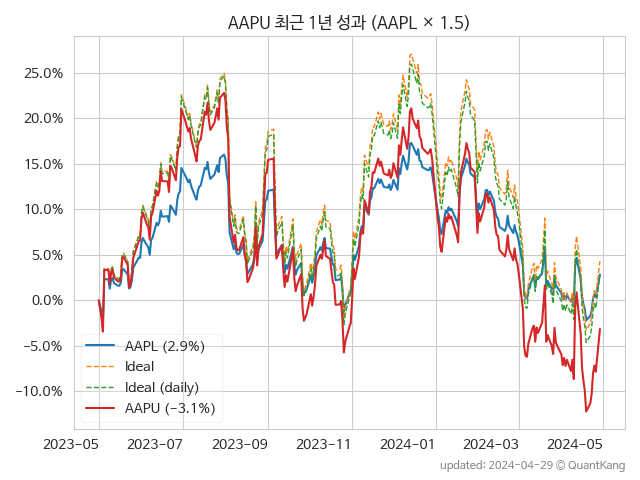 AAPU 최근 1년 성과 (AAPL × 1.5)
25.0%
20.0%
15.0%
10.0%
5.0%
0.0%
−5.0%
−10.0%
AAPL (2.9%)
Ideal
Ideal (daily)
AAPU (−3.1%)
2023-05 2023-07 2023-09 2023-11 2024-01 2024-03 2024-05
updated: 2024-04-29 © QuantKang